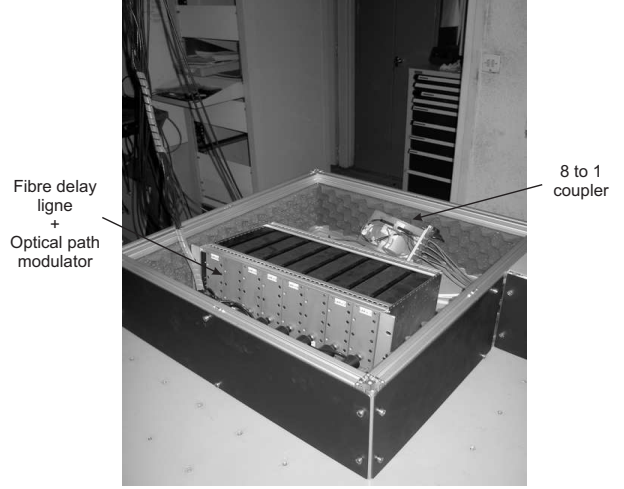 Fibre delay
ligne
+
Optical path
modulator
8 to 1
coupler